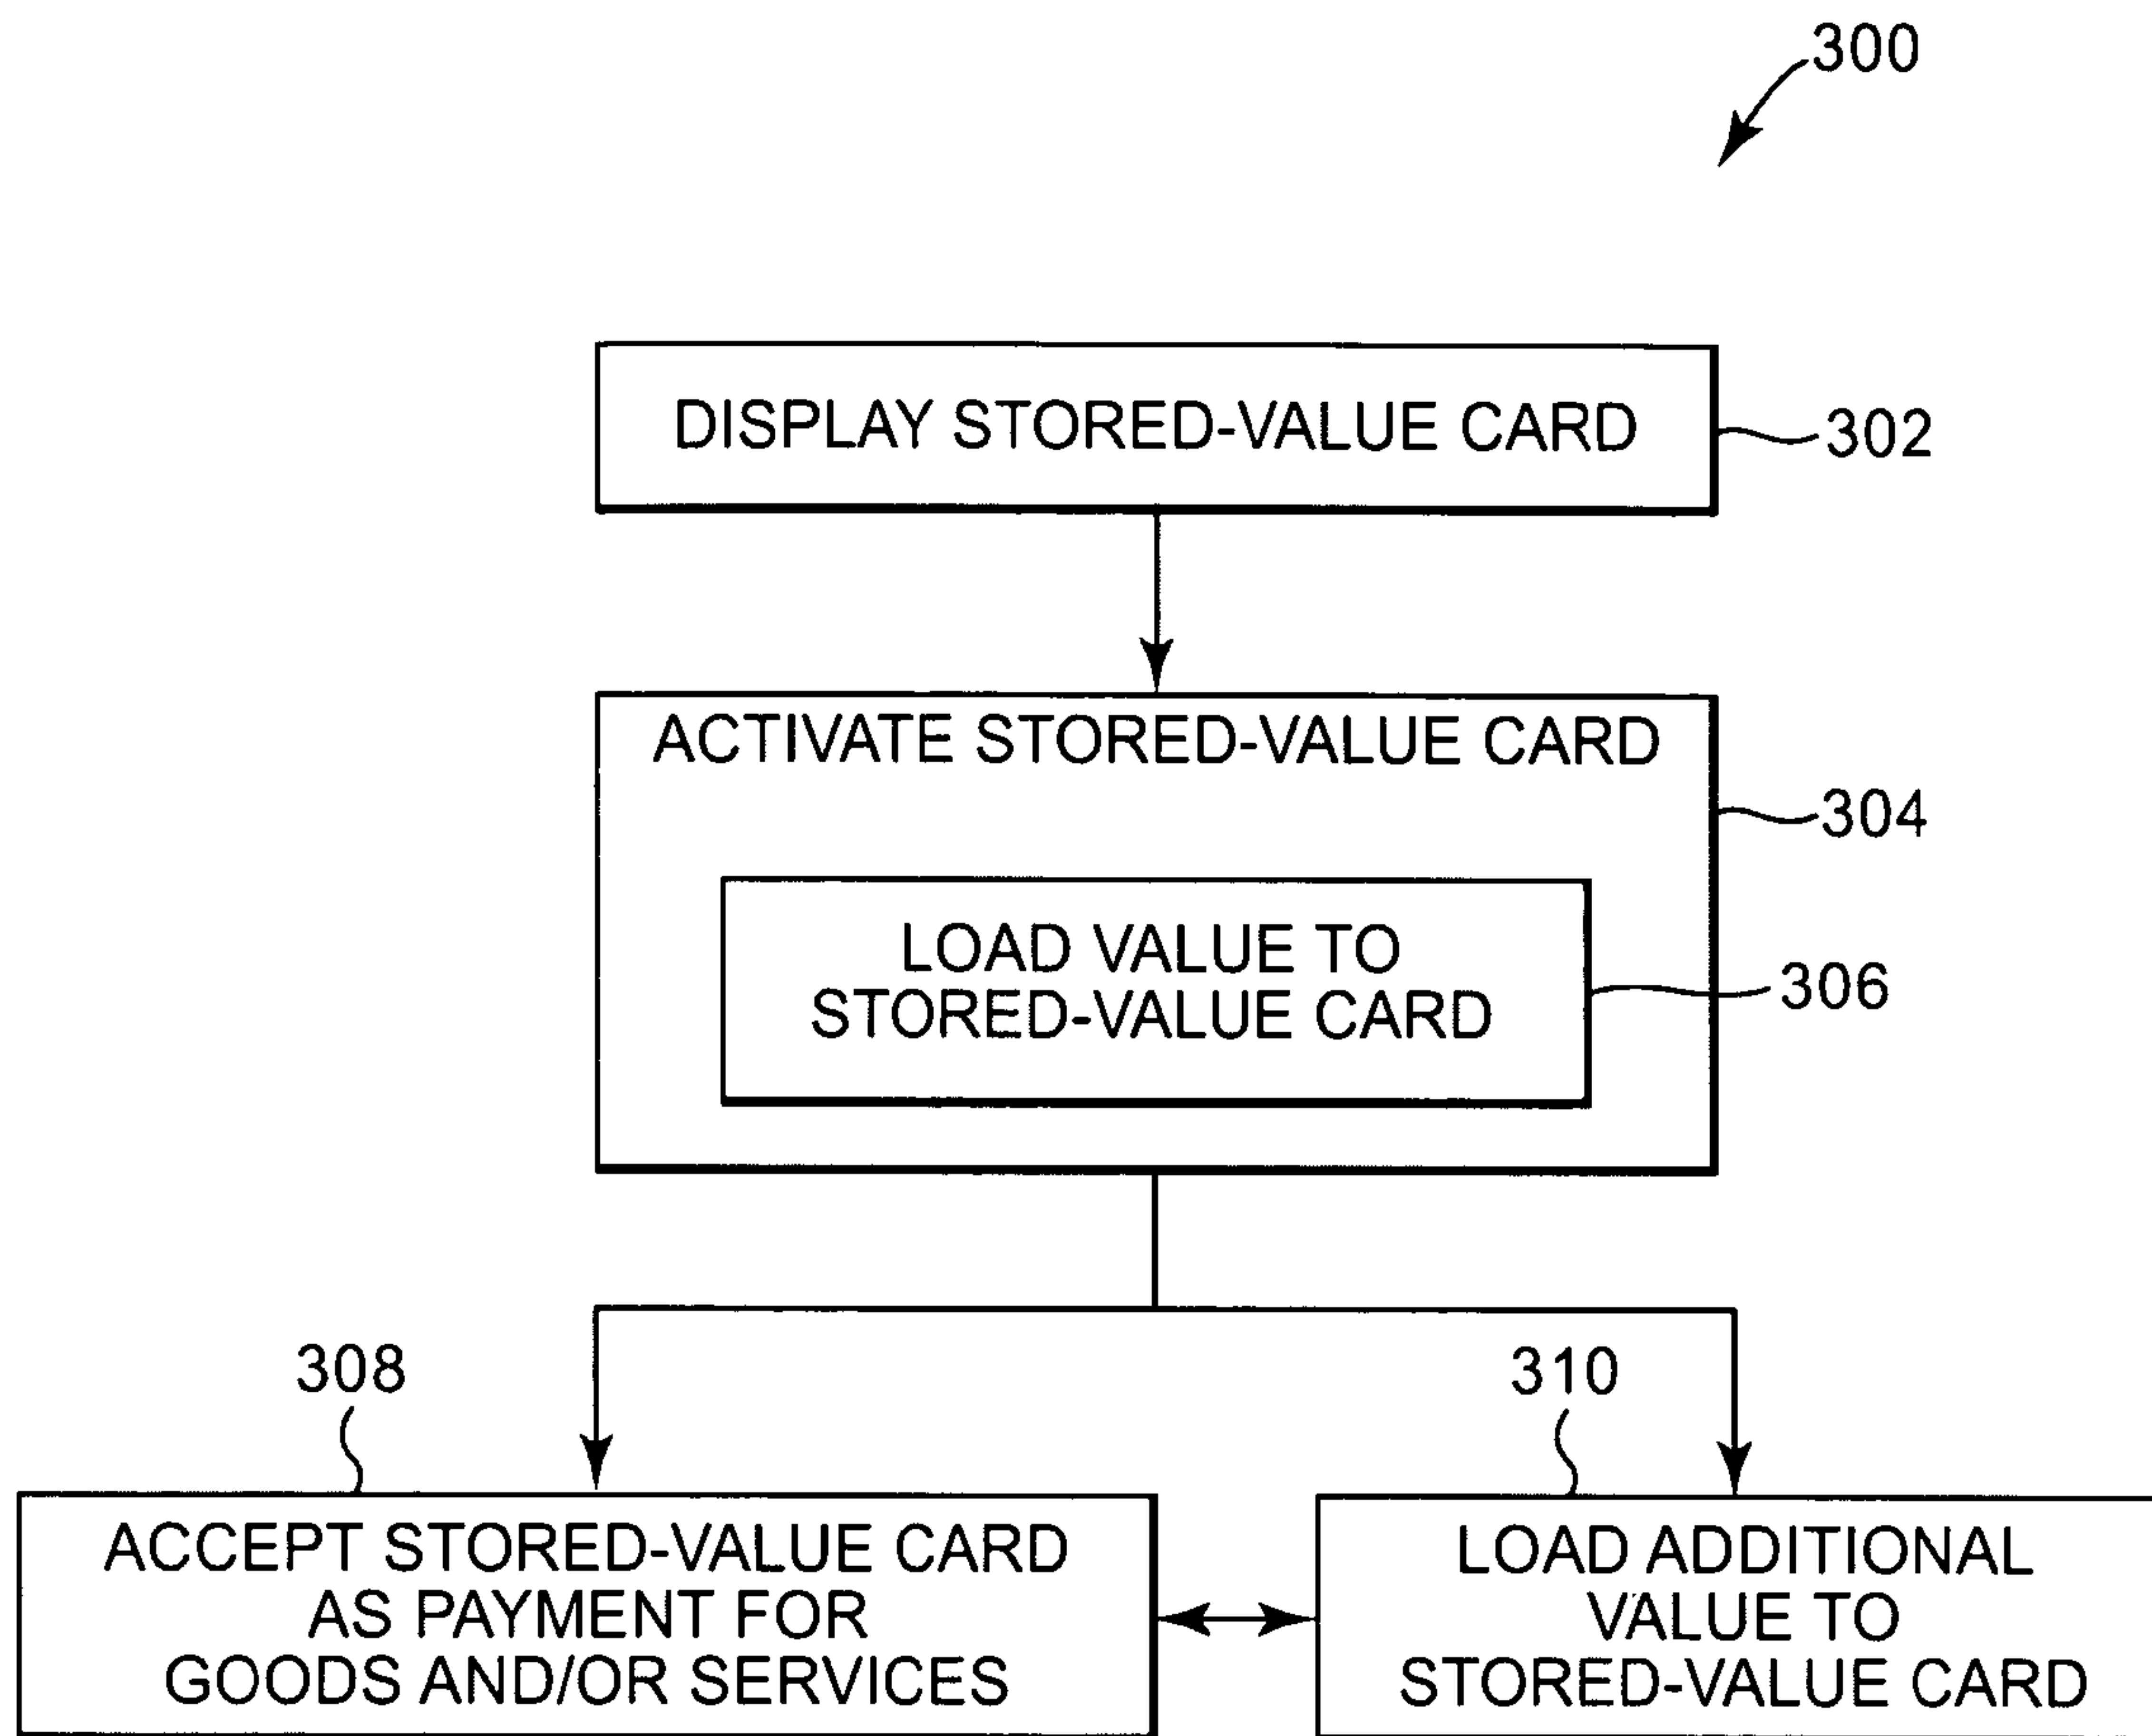 300
DISPLAY STORED-VALUE CARD
302
ACTIVATE STORED-VALUE CARD
304
LOAD VALUE TO
STORED-VALUE CARD
306
308
310
ACCEPT STORED-VALUE CARD
AS PAYMENT FOR
GOODS AND/OR SERVICES
LOAD ADDITIONAL
VALUE TO
STORED-VALUE CARD